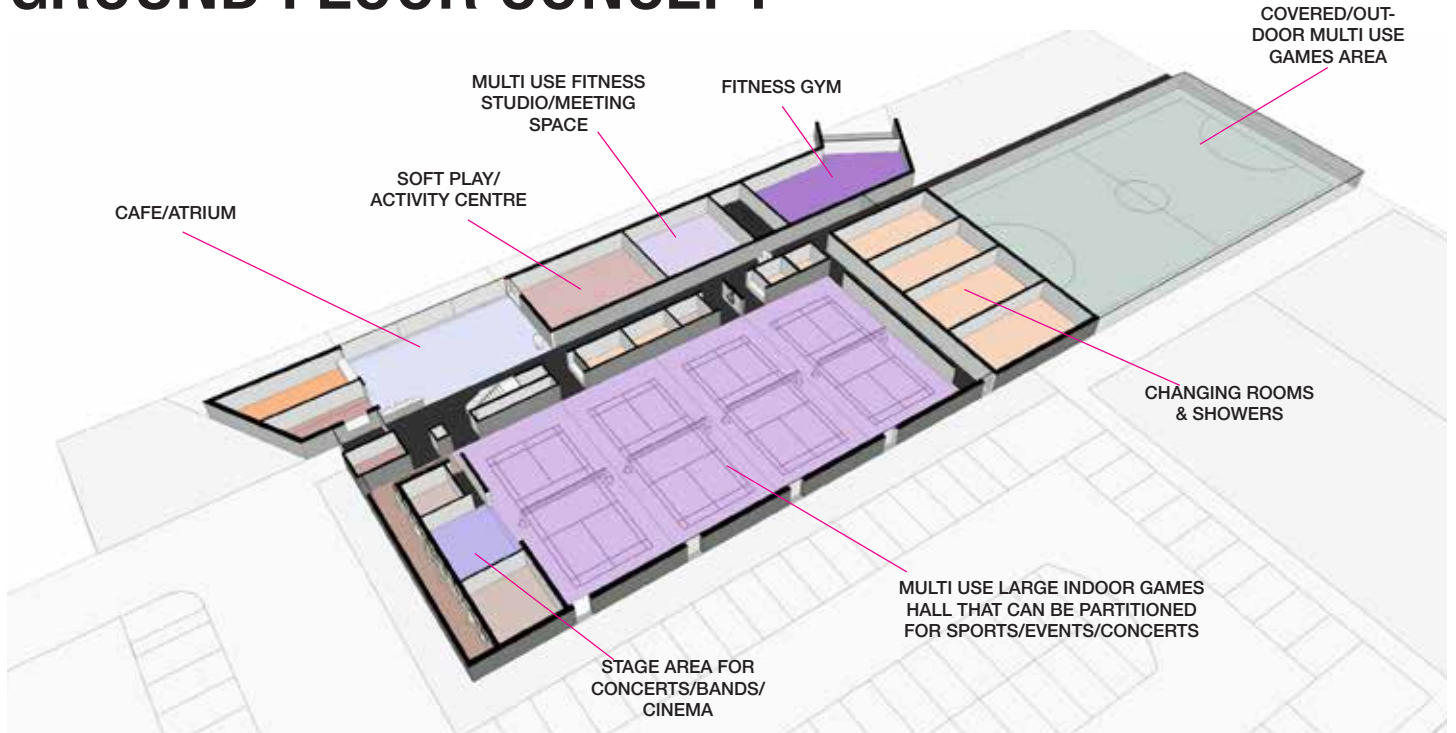 GROUND FLOOR CONCEPT
COVERED/OUT-
DOOR MULTI USE
GAMES AREA
MULTI USE FITNESS
STUDIO/MEETING
SPACE
FITNESS GYM
SOFT PLAY/
ACTIVITY CENTRE
CAFE/ATRIUM
CHANGING ROOMS
& SHOWERS
MULTI USE LARGE INDOOR GAMES
HALL THAT CAN BE PARTITIONED
FOR SPORTS/EVENTS/CONCERTS
STAGE AREA FOR
CONCERTS/BANDS/
CINEMA